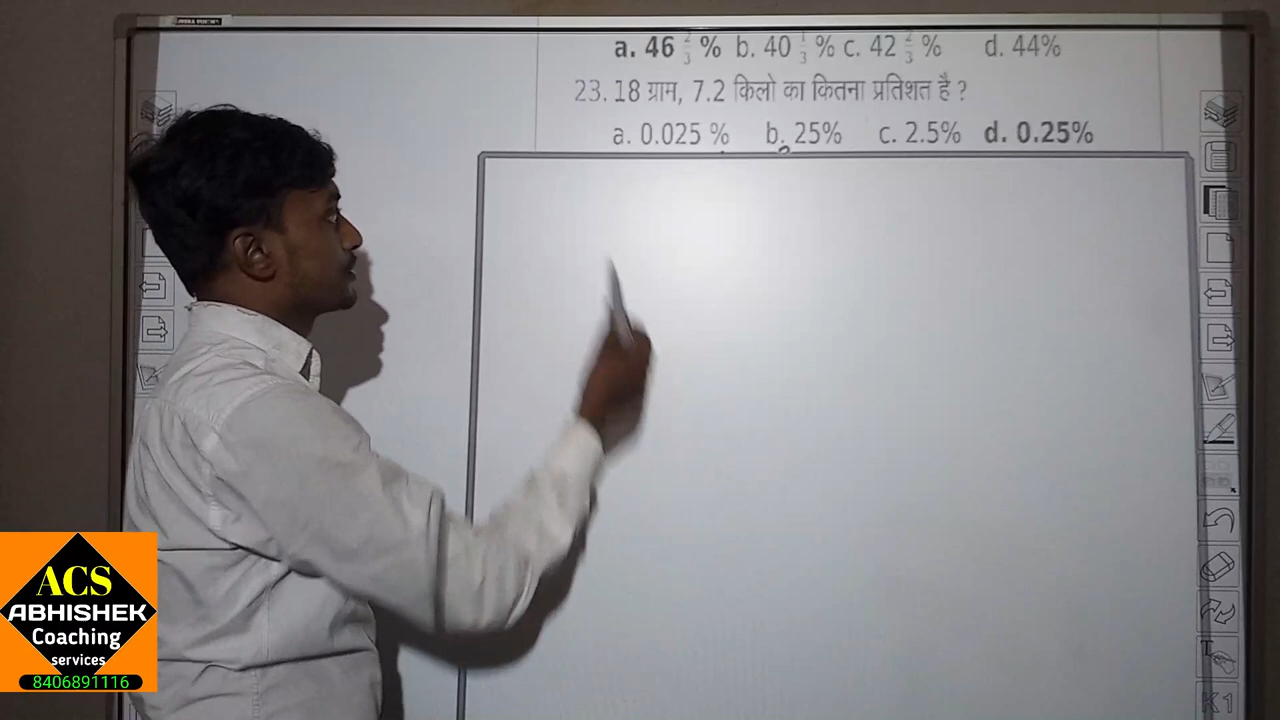 a. 46 2/3 % b. 40 1/3 % c. 42 2/3 % d. 44%
23. 18 ग्राम, 7.2 किलो का कितना प्रतिशत है ?
a. 0.025 % b. 25% c. 2.5% d. 0.25%
ACS
ABHISHEK
Coaching
services
8406891116
K 1